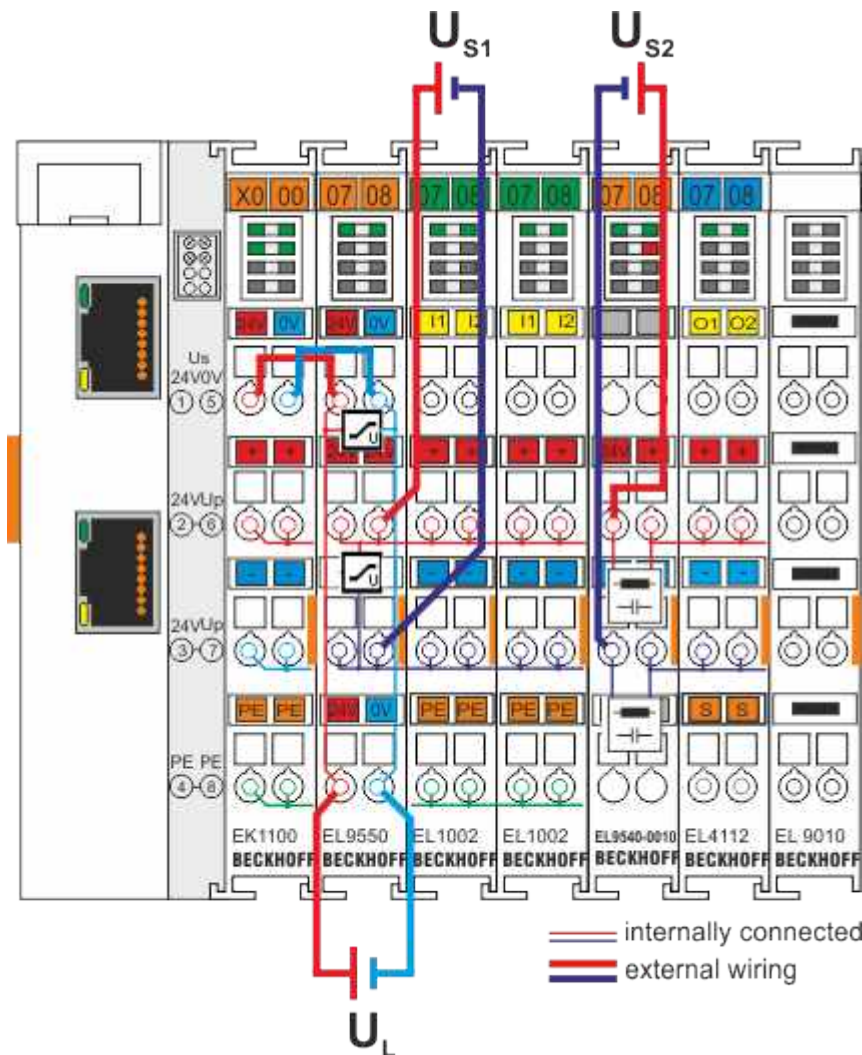 U S1 U S2
X0 00 07 08 07 08 07 08 07 08 07 08
24V 0V 24V 0V I1 I2 I1 I2 O1 O2
Us
24V0V
1 5
U
+ + + + + + 24V + + +
24VUp
2 6
U
- - - - - - - -
24VUp
3 7
PE PE 24V 0V PE PE PE PE S S
PE PE
4 8
EK1100 EL9550 EL1002 EL1002 EL9540-0010 EL4112 EL 9010
BECKHOFF BECKHOFF BECKHOFF BECKHOFF BECKHOFF BECKHOFF BECKHOFF
internally connected
external wiring
U L